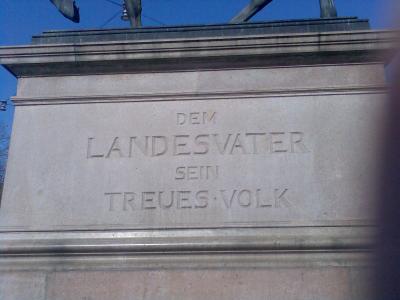 DEM
LANDESVATER
SEIN
TREUES·VOLK